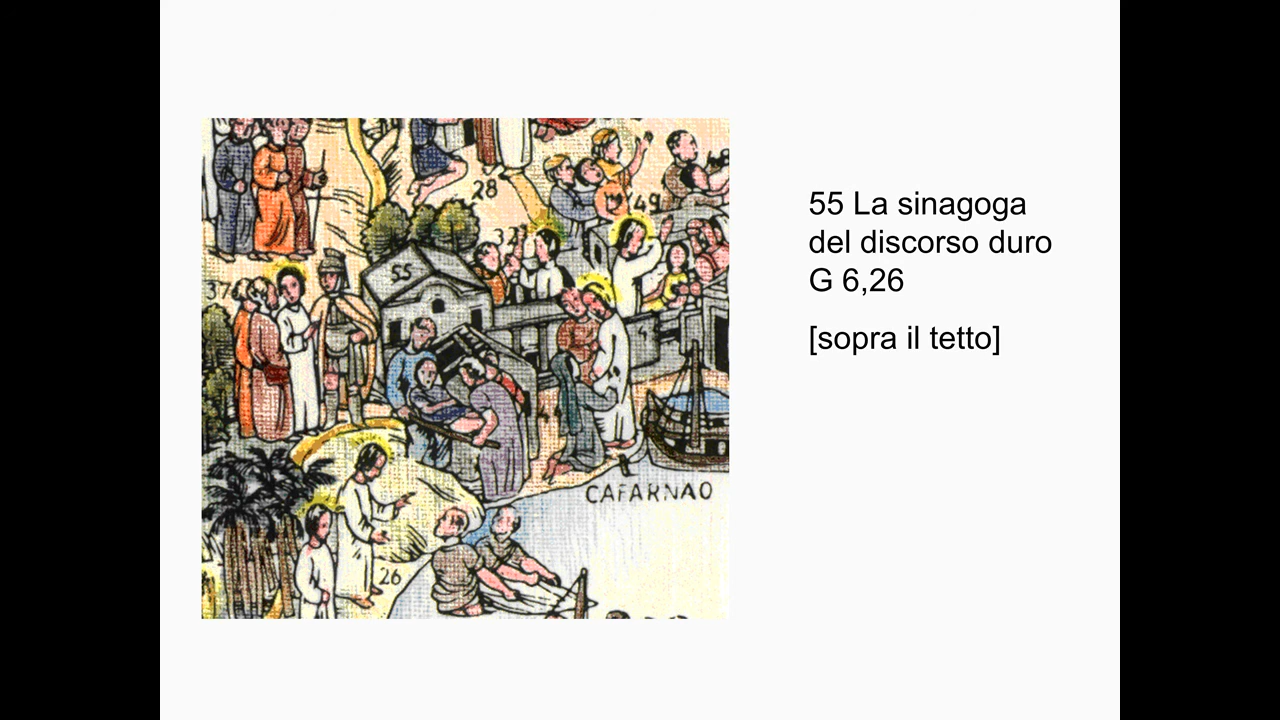 28
49
55
37
CAFARNAO
26
55 La sinagoga
del discorso duro
G 6,26
[sopra il tetto]